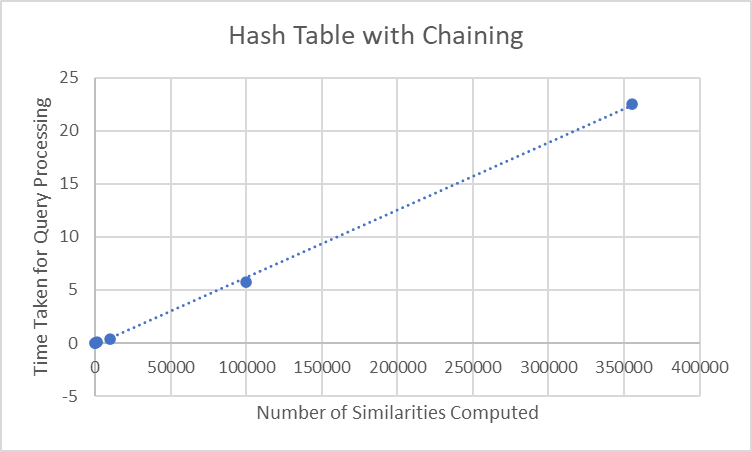 Hash Table with Chaining
Time Taken for Query Processing
25
20
15
10
5
0
-5
0 50000 100000 150000 200000 250000 300000 350000 400000
Number of Similarities Computed